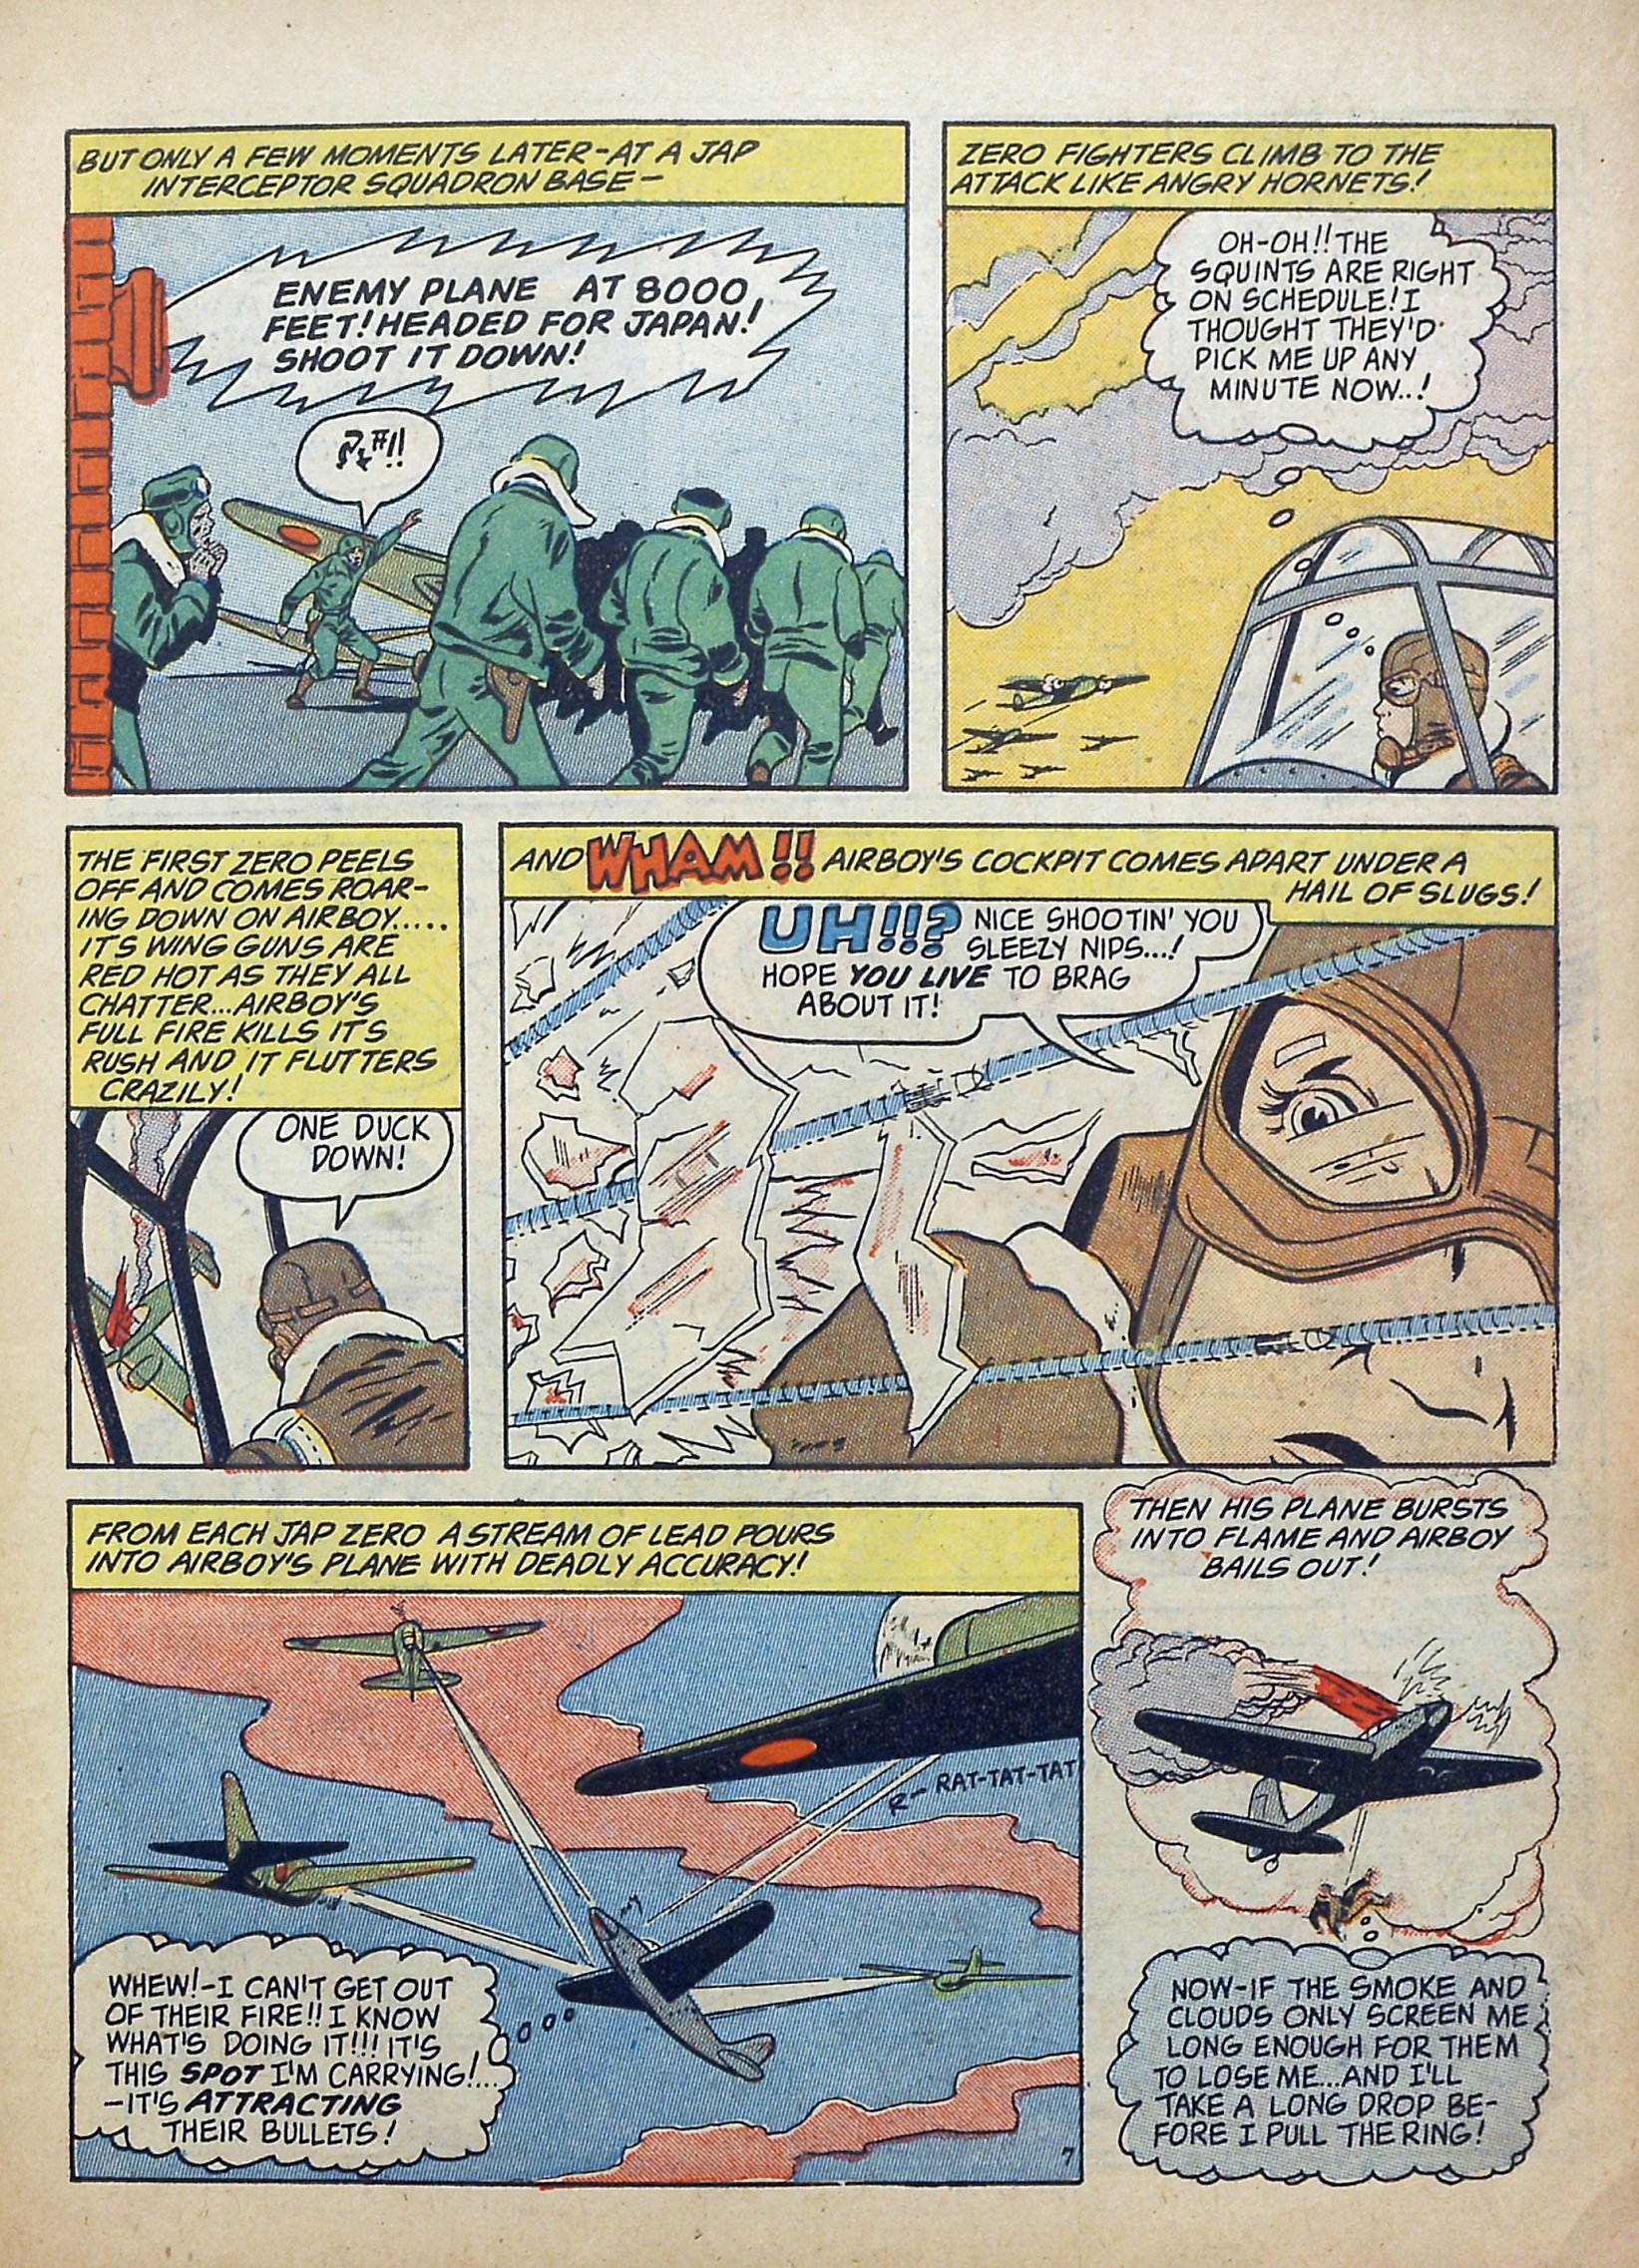 BUT ONLY A FEW MOMENTS LATER-AT A JAP
INTERCEPTOR SQUADRON BASE-
ENEMY PLANE AT 8000
FEET! HEADED FOR JAPAN!
SHOOT IT DOWN!
ZERO FIGHTERS CLIMB TO THE
ATTACK LIKE ANGRY HORNETS!
OH-OH!! THE
SQUINTS ARE RIGHT
ON SCHEDULE! I
THOUGHT THEY'D
PICK ME UP ANY
MINUTE NOW..!
THE FIRST ZERO PEELS
OFF AND COMES ROAR-
ING DOWN ON AIRBOY.....
ITS WING GUNS ARE
RED HOT AS THEY ALL
CHATTER...AIRBOY'S
FULL FIRE KILLS IT'S
RUSH AND IT FLUTTERS
CRAZILY!
ONE DUCK
DOWN!
AND WHAM!! AIRBOY'S COCKPIT COMES APART UNDER A
HAIL OF SLUGS!
UH!!? NICE SHOOTIN' YOU
SLEEZY NIPS...!
HOPE YOU LIVE TO BRAG
ABOUT IT!
FROM EACH JAP ZERO A STREAM OF LEAD POURS
INTO AIRBOY'S PLANE WITH DEADLY ACCURACY!
R-RAT-TAT-TAT
WHEW!-I CAN'T GET OUT
OF THEIR FIRE!! I KNOW
WHAT'S DOING IT!!! IT'S
THIS SPOT I'M CARRYING!...
-IT'S ATTRACTING
THEIR BULLETS!
7
THEN HIS PLANE BURSTS
INTO FLAME AND AIRBOY
BAILS OUT!
NOW-IF THE SMOKE AND
CLOUDS ONLY SCREEN ME
LONG ENOUGH FOR THEM
TO LOSE ME...AND I'LL
TAKE A LONG DROP BE-
FORE I PULL THE RING!